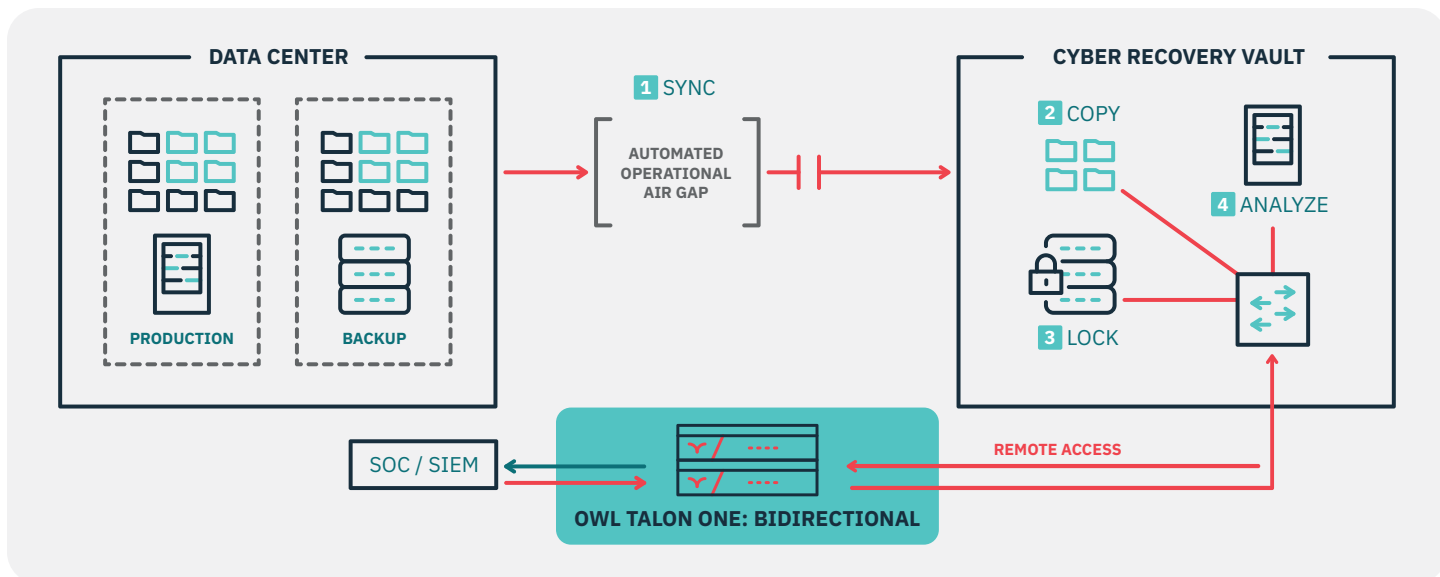 DATA CENTER
PRODUCTION
BACKUP
1 SYNC
AUTOMATED
OPERATIONAL
AIR GAP
CYBER RECOVERY VAULT
2 COPY
4 ANALYZE
3 LOCK
SOC / SIEM
REMOTE ACCESS
OWL TALON ONE: BIDIRECTIONAL